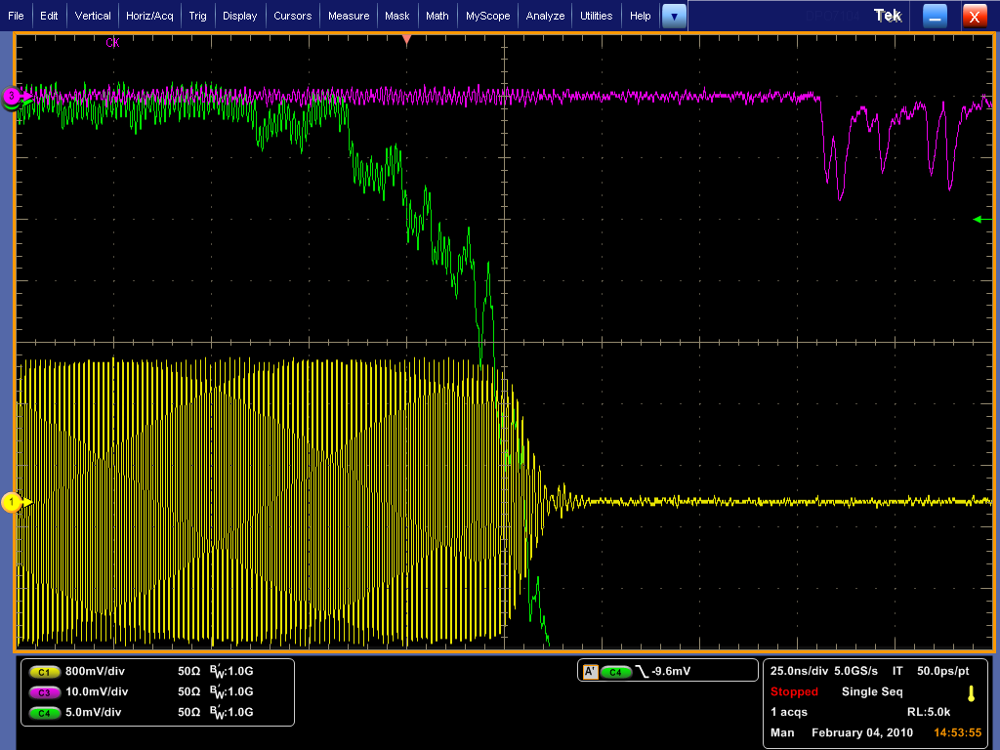 File Edit Vertical Horiz/Acq Trig Display Cursors Measure Mask Math MyScope Analyze Utilities Help ▼ Tek – X
CK
3
1
C1 800mV/div 50Ω BW:1.0G
C3 10.0mV/div 50Ω BW:1.0G
C4 5.0mV/div 50Ω BW:1.0G
A' C4 -9.6mV
25.0ns/div 5.0GS/s IT 50.0ps/pt
Stopped Single Seq
1 acqs RL:5.0k
Man February 04, 2010 14:53:55